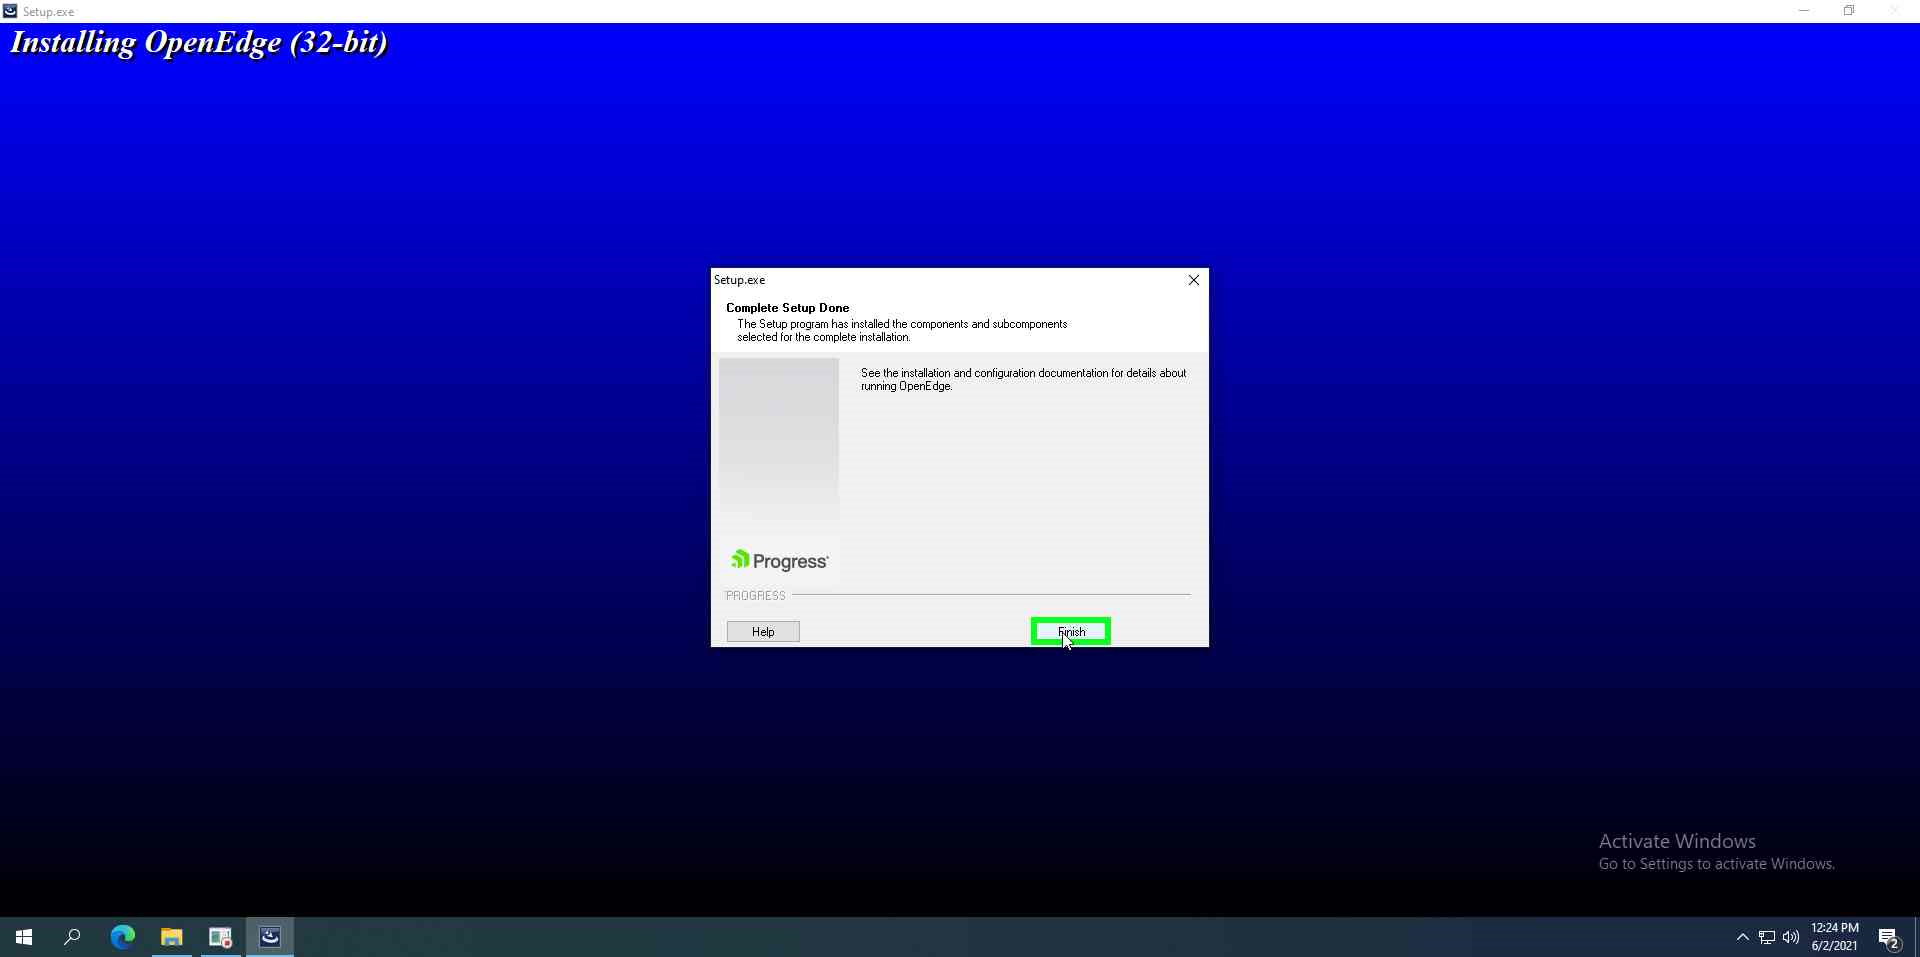 Setup.exe
Installing OpenEdge (32-bit)
Setup.exe
Complete Setup Done
The Setup program has installed the components and subcomponents
selected for the complete installation.
See the installation and configuration documentation for details about
running OpenEdge.
Progress
PROGRESS
Help
Finish
Activate Windows
Go to Settings to activate Windows.
12:24 PM
6/2/2021
2